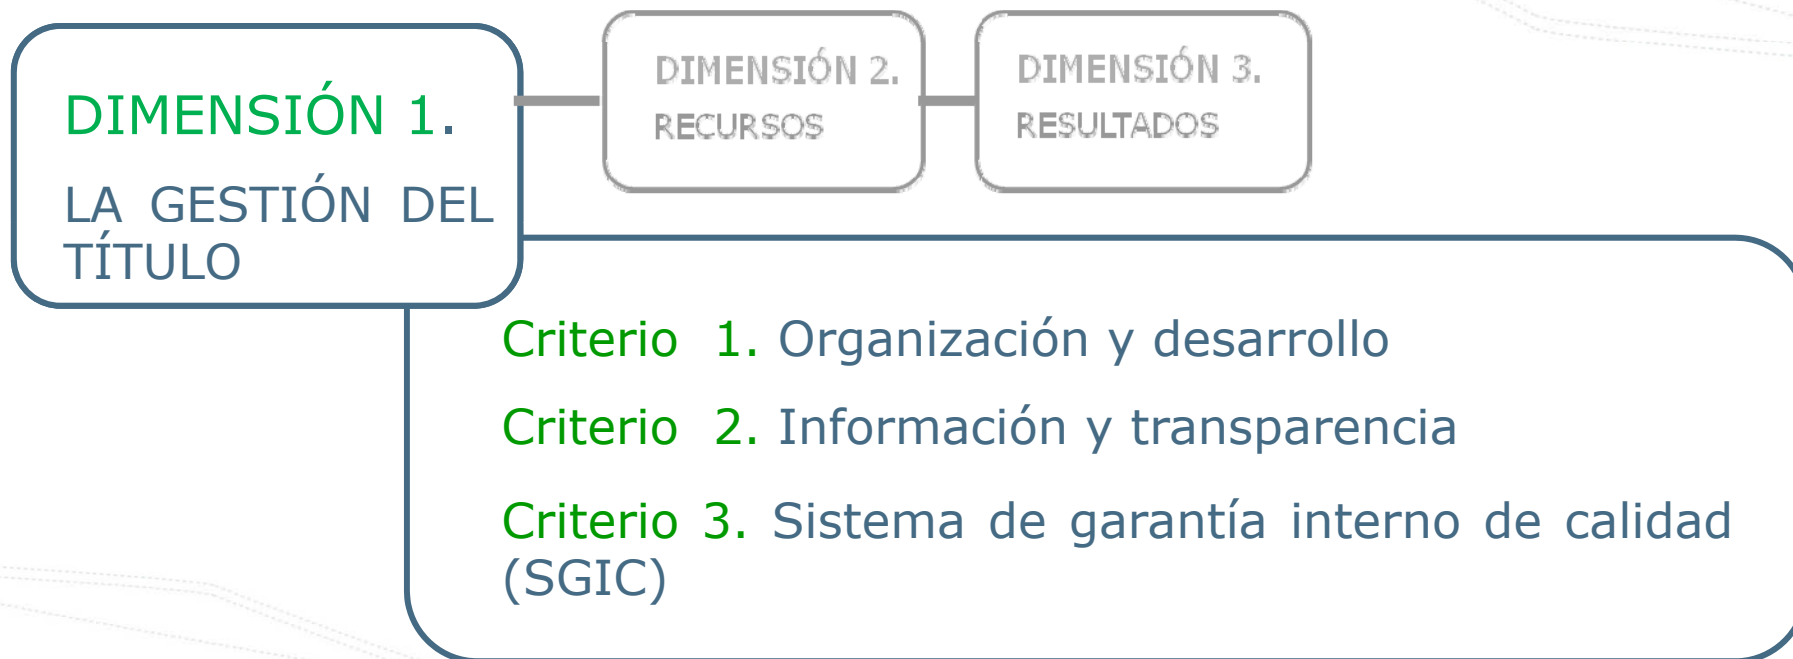 DIMENSIÓN 1.
LA GESTIÓN DEL
TÍTULO
DIMENSIÓN 2.
RECURSOS
DIMENSIÓN 3.
RESULTADOS
Criterio 1. Organización y desarrollo
Criterio 2. Información y transparencia
Criterio 3. Sistema de garantía interno de calidad
(SGIC)